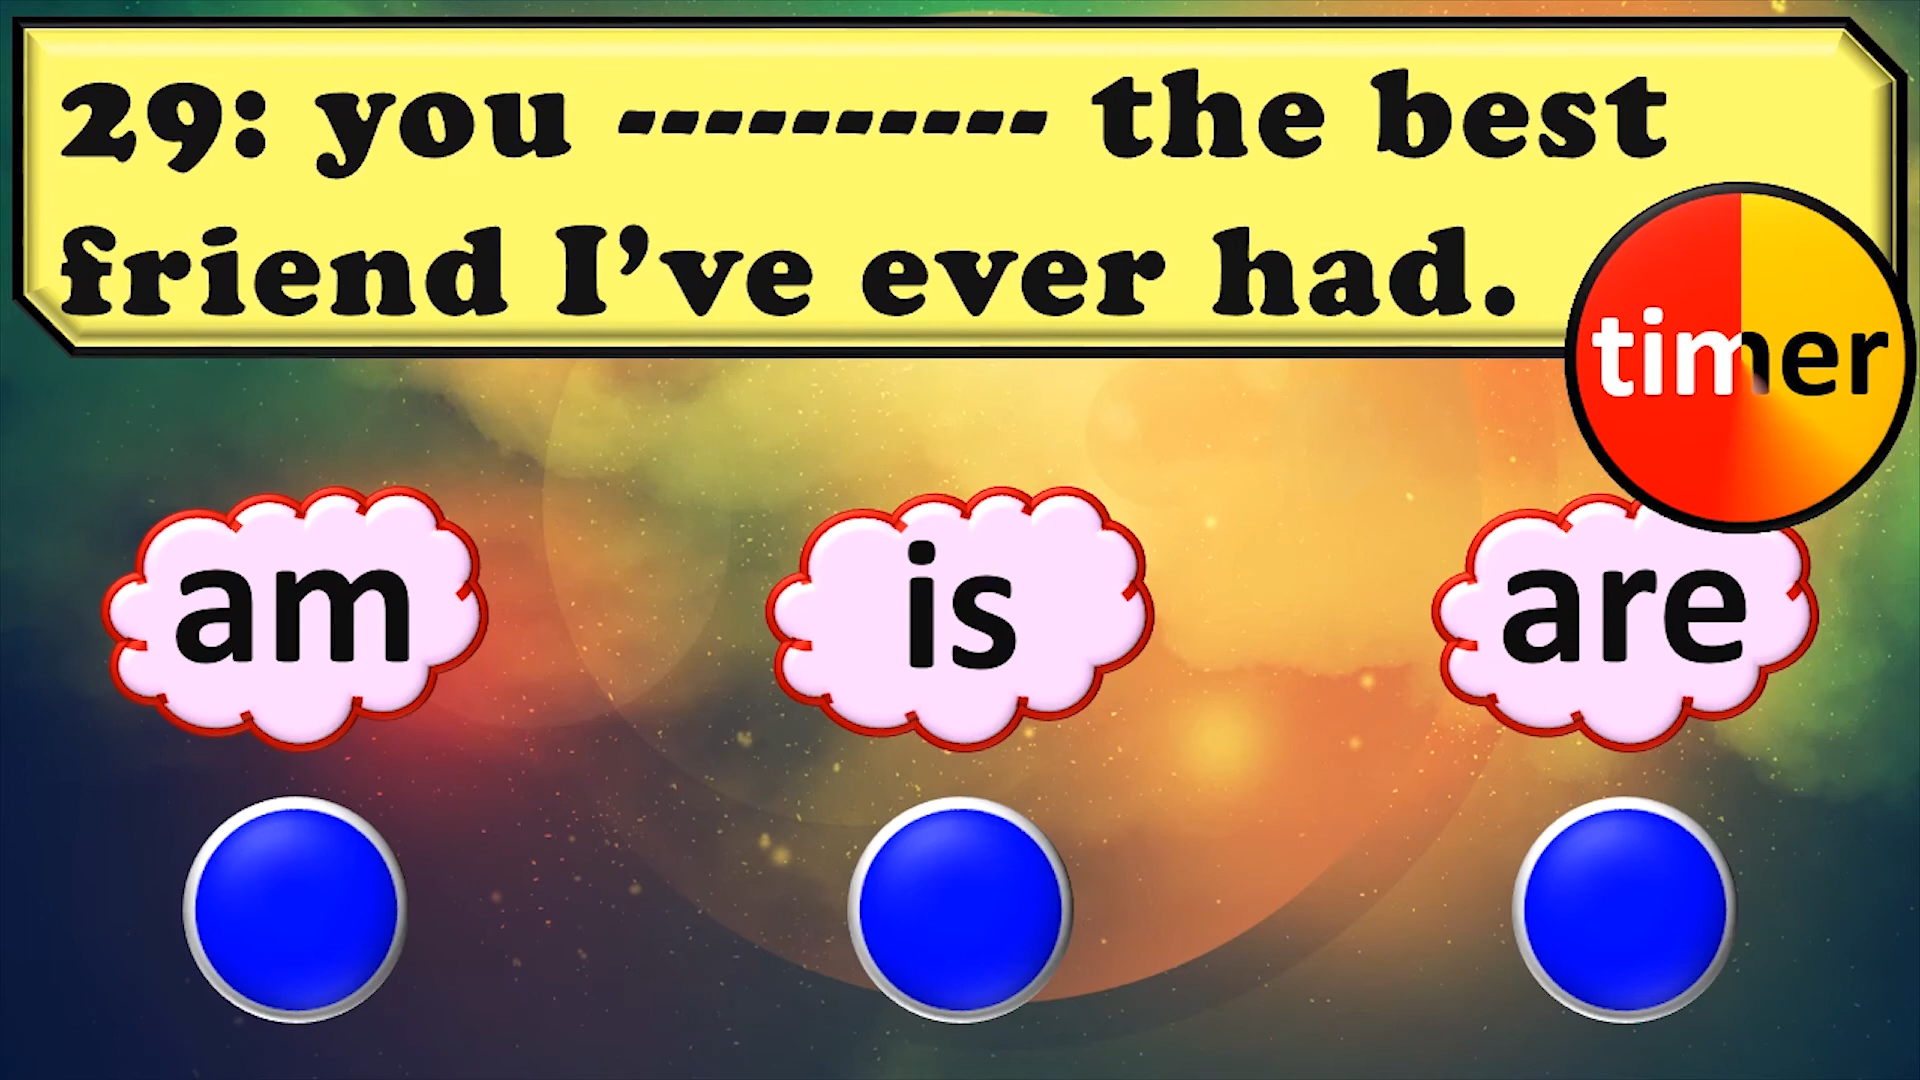 29: you ---------- the best
friend I’ve ever had.
timer
am
is
are